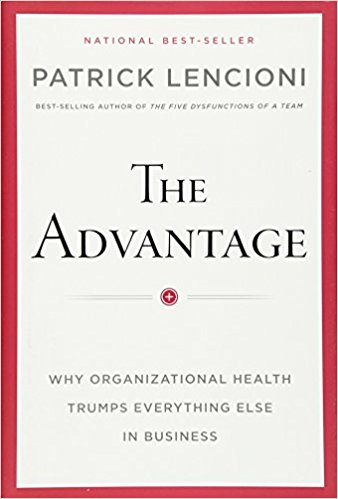 NATIONAL BEST-SELLER
PATRICK LENCIONI
BEST-SELLING AUTHOR OF THE FIVE DYSFUNCTIONS OF A TEAM
THE
ADVANTAGE
WHY ORGANIZATIONAL HEALTH
TRUMPS EVERYTHING ELSE
IN BUSINESS